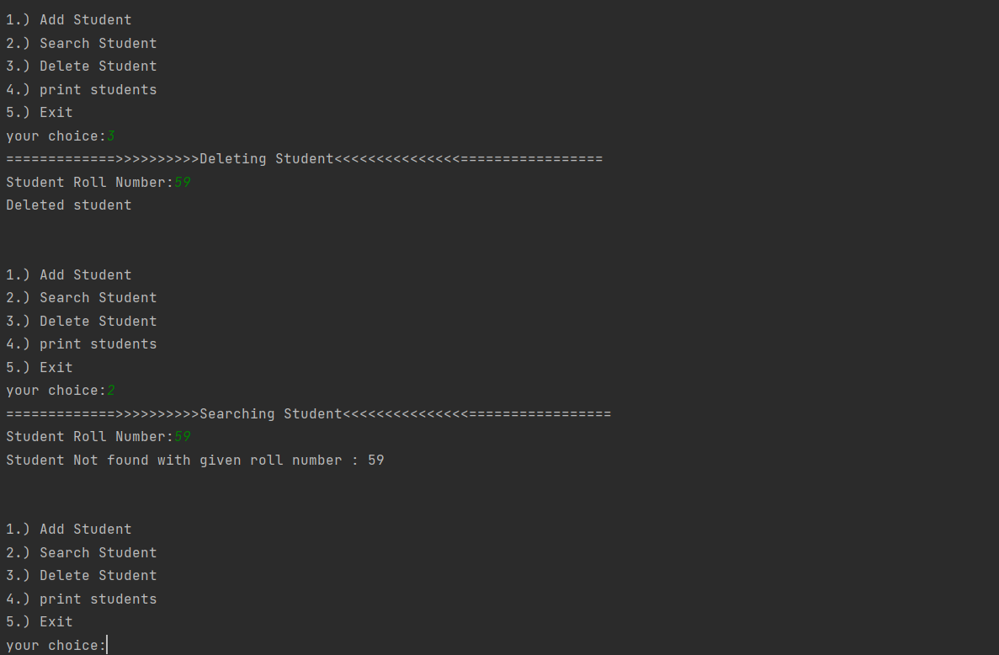 1.) Add Student
2.) Search Student
3.) Delete Student
4.) print students
5.) Exit
your choice:3
=============>>>>>>>>>>Deleting Student<<<<<<<<<<<<<<<=================
Student Roll Number:59
Deleted student
1.) Add Student
2.) Search Student
3.) Delete Student
4.) print students
5.) Exit
your choice:2
=============>>>>>>>>>>Searching Student<<<<<<<<<<<<<<<=================
Student Roll Number:59
Student Not found with given roll number : 59
1.) Add Student
2.) Search Student
3.) Delete Student
4.) print students
5.) Exit
your choice: